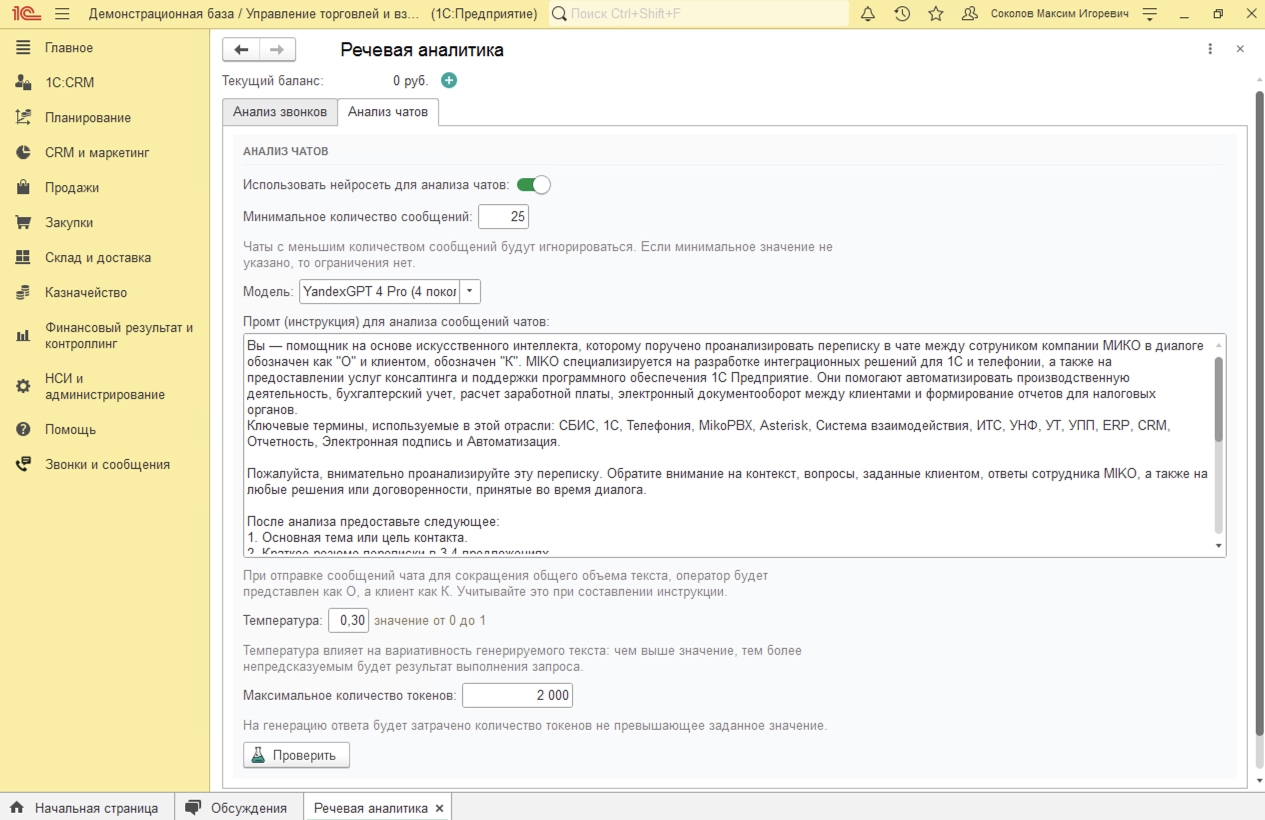 1С Демонстрационная база / Управление торговлей и вз... (1С:Предприятие) Поиск Ctrl+Shift+F Соколов Максим Игоревич
Главное
1С:CRM
Планирование
CRM и маркетинг
Продажи
Закупки
Склад и доставка
Казначейство
Финансовый результат и
контроллинг
НСИ и
администрирование
Помощь
Звонки и сообщения
Речевая аналитика
Текущий баланс: 0 руб.
Анализ звонков Анализ чатов
АНАЛИЗ ЧАТОВ
Использовать нейросеть для анализа чатов:
Минимальное количество сообщений: 25
Чаты с меньшим количеством сообщений будут игнорироваться. Если минимальное значение не
указано, то ограничения нет.
Модель: YandexGPT 4 Pro (4 покол
Промт (инструкция) для анализа сообщений чатов:
Вы — помощник на основе искусственного интеллекта, которому поручено проанализировать переписку в чате между сотруником компании МИКО в диалоге
обозначен как "О" и клиентом, обозначен "К". MIKO специализируется на разработке интеграционных решений для 1С и телефонии, а также на
предоставлении услуг консалтинга и поддержки программного обеспечения 1С Предприятие. Они помогают автоматизировать производственную
деятельность, бухгалтерский учет, расчет заработной платы, электронный документооборот между клиентами и формирование отчетов для налоговых
органов.
Ключевые термины, используемые в этой отрасли: СБИС, 1С, Телефония, MikoPBX, Asterisk, Система взаимодействия, ИТС, УНФ, УТ, УПП, ERP, CRM,
Отчетность, Электронная подпись и Автоматизация.
Пожалуйста, внимательно проанализируйте эту переписку. Обратите внимание на контекст, вопросы, заданные клиентом, ответы сотрудника MIKO, а также на
любые решения или договоренности, принятые во время диалога.
После анализа предоставьте следующее:
1. Основная тема или цель контакта.
2. Краткое резюме переписки в 3-4 предложениях.
При отправке сообщений чата для сокращения общего объема текста, оператор будет
представлен как О, а клиент как К. Учитывайте это при составлении инструкции.
Температура: 0,30 значение от 0 до 1
Температура влияет на вариативность генерируемого текста: чем выше значение, тем более
непредсказуемым будет результат выполнения запроса.
Максимальное количество токенов: 2 000
На генерацию ответа будет затрачено количество токенов не превышающее заданное значение.
Проверить
Начальная страница Обсуждения Речевая аналитика